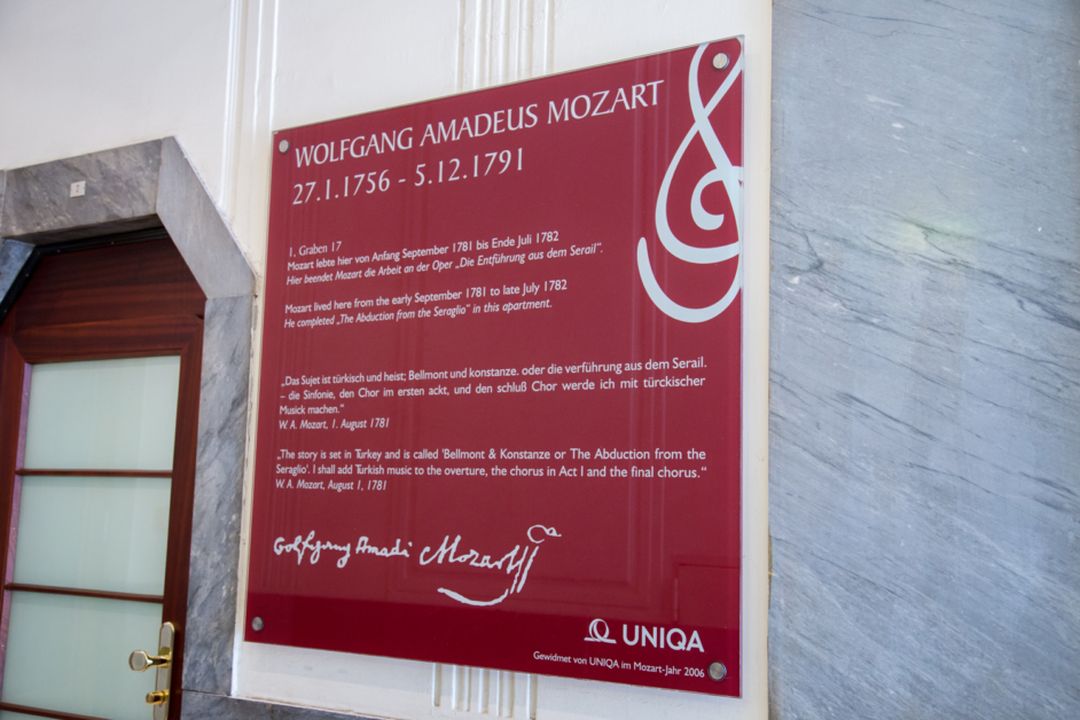 WOLFGANG AMADEUS MOZART
27.1.1756 - 5.12.1791
1, Graben 17
Mozart lebte hier von Anfang September 1781 bis Ende Juli 1782
Hier beendet Mozart die Arbeit an der Oper „Die Entführung aus dem Serail“.
Mozart lived here from the early September 1781 to late July 1782
He completed „The Abduction from the Seraglio“ in this apartment.
„Das Sujet ist türkisch und heist; Bellmont und konstanze. oder die verführung aus dem Serail.
– die Sinfonie, den Chor im ersten ackt, und den schluß Chor werde ich mit türckischer
Musick machen.“
W. A. Mozart, 1. August 1781
„The story is set in Turkey and is called 'Bellmont & Konstanze or The Abduction from the
Seraglio'. I shall add Turkish music to the overture, the chorus in Act I and the final chorus.“
W. A. Mozart, August 1, 1781
Wolfgang Amadè Mozart
UNIQA
Gewidmet von UNIQA im Mozart-Jahr 2006